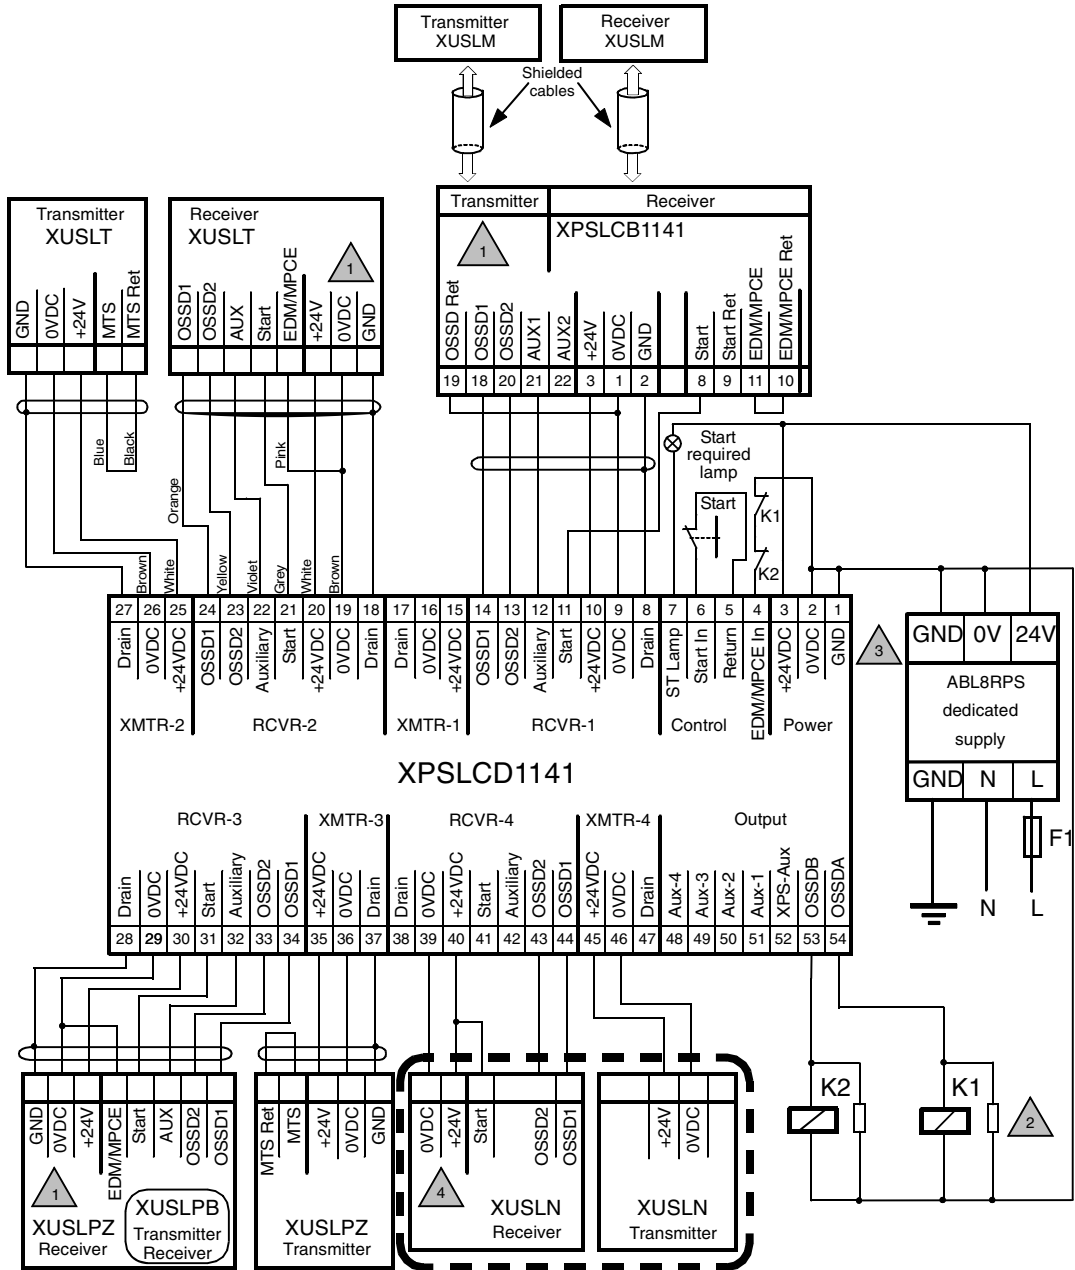 Transmitter
XUSLM
Receiver
XUSLM
Shielded
cables
Transmitter
Receiver
XPSLCB1141
1
OSSD Ret
OSSD1
OSSD2
AUX1
AUX2
+24V
0VDC
GND
Start
Start Ret
EDM/MPCE
EDM/MPCE Ret
19 18 20 21 22 3 1 2 8 9 11 10
Transmitter
XUSLT
GND
0VDC
+24V
MTS
MTS Ret
Receiver
XUSLT
1
OSSD1
OSSD2
AUX
Start
EDM/MPCE
+24V
0VDC
GND
Blue
Black
Pink
Orange
Start
required
lamp
Start
K1
K2
Brown
White
Yellow
Violet
Grey
White
Brown
27 26 25 24 23 22 21 20 19 18 17 16 15 14 13 12 11 10 9 8 7 6 5 4 3 2 1
Drain
0VDC
+24VDC
OSSD1
OSSD2
Auxiliary
Start
+24VDC
0VDC
Drain
Drain
0VDC
+24VDC
OSSD1
OSSD2
Auxiliary
Start
+24VDC
0VDC
Drain
ST Lamp
Start In
Return
EDM/MPCE In
+24VDC
0VDC
GND
XMTR-2
RCVR-2
XMTR-1
RCVR-1
Control
Power
3
GND 0V 24V
ABL8RPS
dedicated
supply
GND N L
F1
N
L
XPSLCD1141
RCVR-3
XMTR-3
RCVR-4
XMTR-4
Output
Drain
0VDC
+24VDC
Start
Auxiliary
OSSD2
OSSD1
+24VDC
0VDC
Drain
Drain
0VDC
+24VDC
Start
Auxiliary
OSSD2
OSSD1
+24VDC
0VDC
Drain
Aux-4
Aux-3
Aux-2
Aux-1
XPS-Aux
OSSDB
OSSDA
28 29 30 31 32 33 34 35 36 37 38 39 40 41 42 43 44 45 46 47 48 49 50 51 52 53 54
GND
0VDC
+24V
EDM/MPCE
Start
AUX
OSSD2
OSSD1
1
XUSLPZ
Receiver
XUSLPB
Transmitter
Receiver
MTS Ret
MTS
+24V
0VDC
GND
XUSLPZ
Transmitter
0VDC
+24V
Start
OSSD2
OSSD1
4
XUSLN
Receiver
+24V
0VDC
XUSLN
Transmitter
K2
K1
2